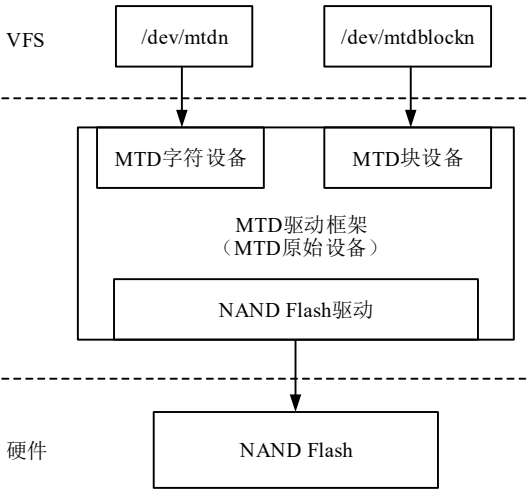 VFS
/dev/mtdn
/dev/mtdblockn
MTD字符设备
MTD块设备
MTD驱动框架
（MTD原始设备）
NAND Flash驱动
硬件
NAND Flash